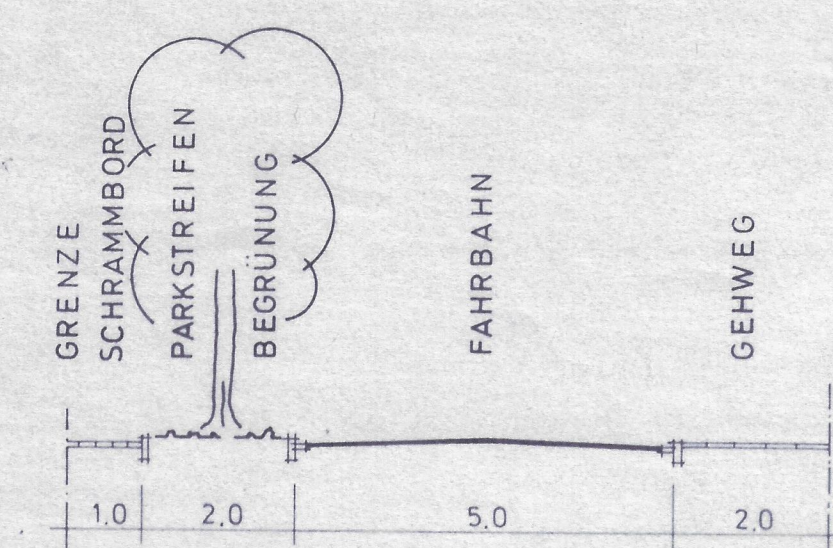 GRENZE
SCHRAMMBORD
PARKSTREIFEN
BEGRÜNUNG
FAHRBAHN
GEHWEG
1.0
2.0
5.0
2.0